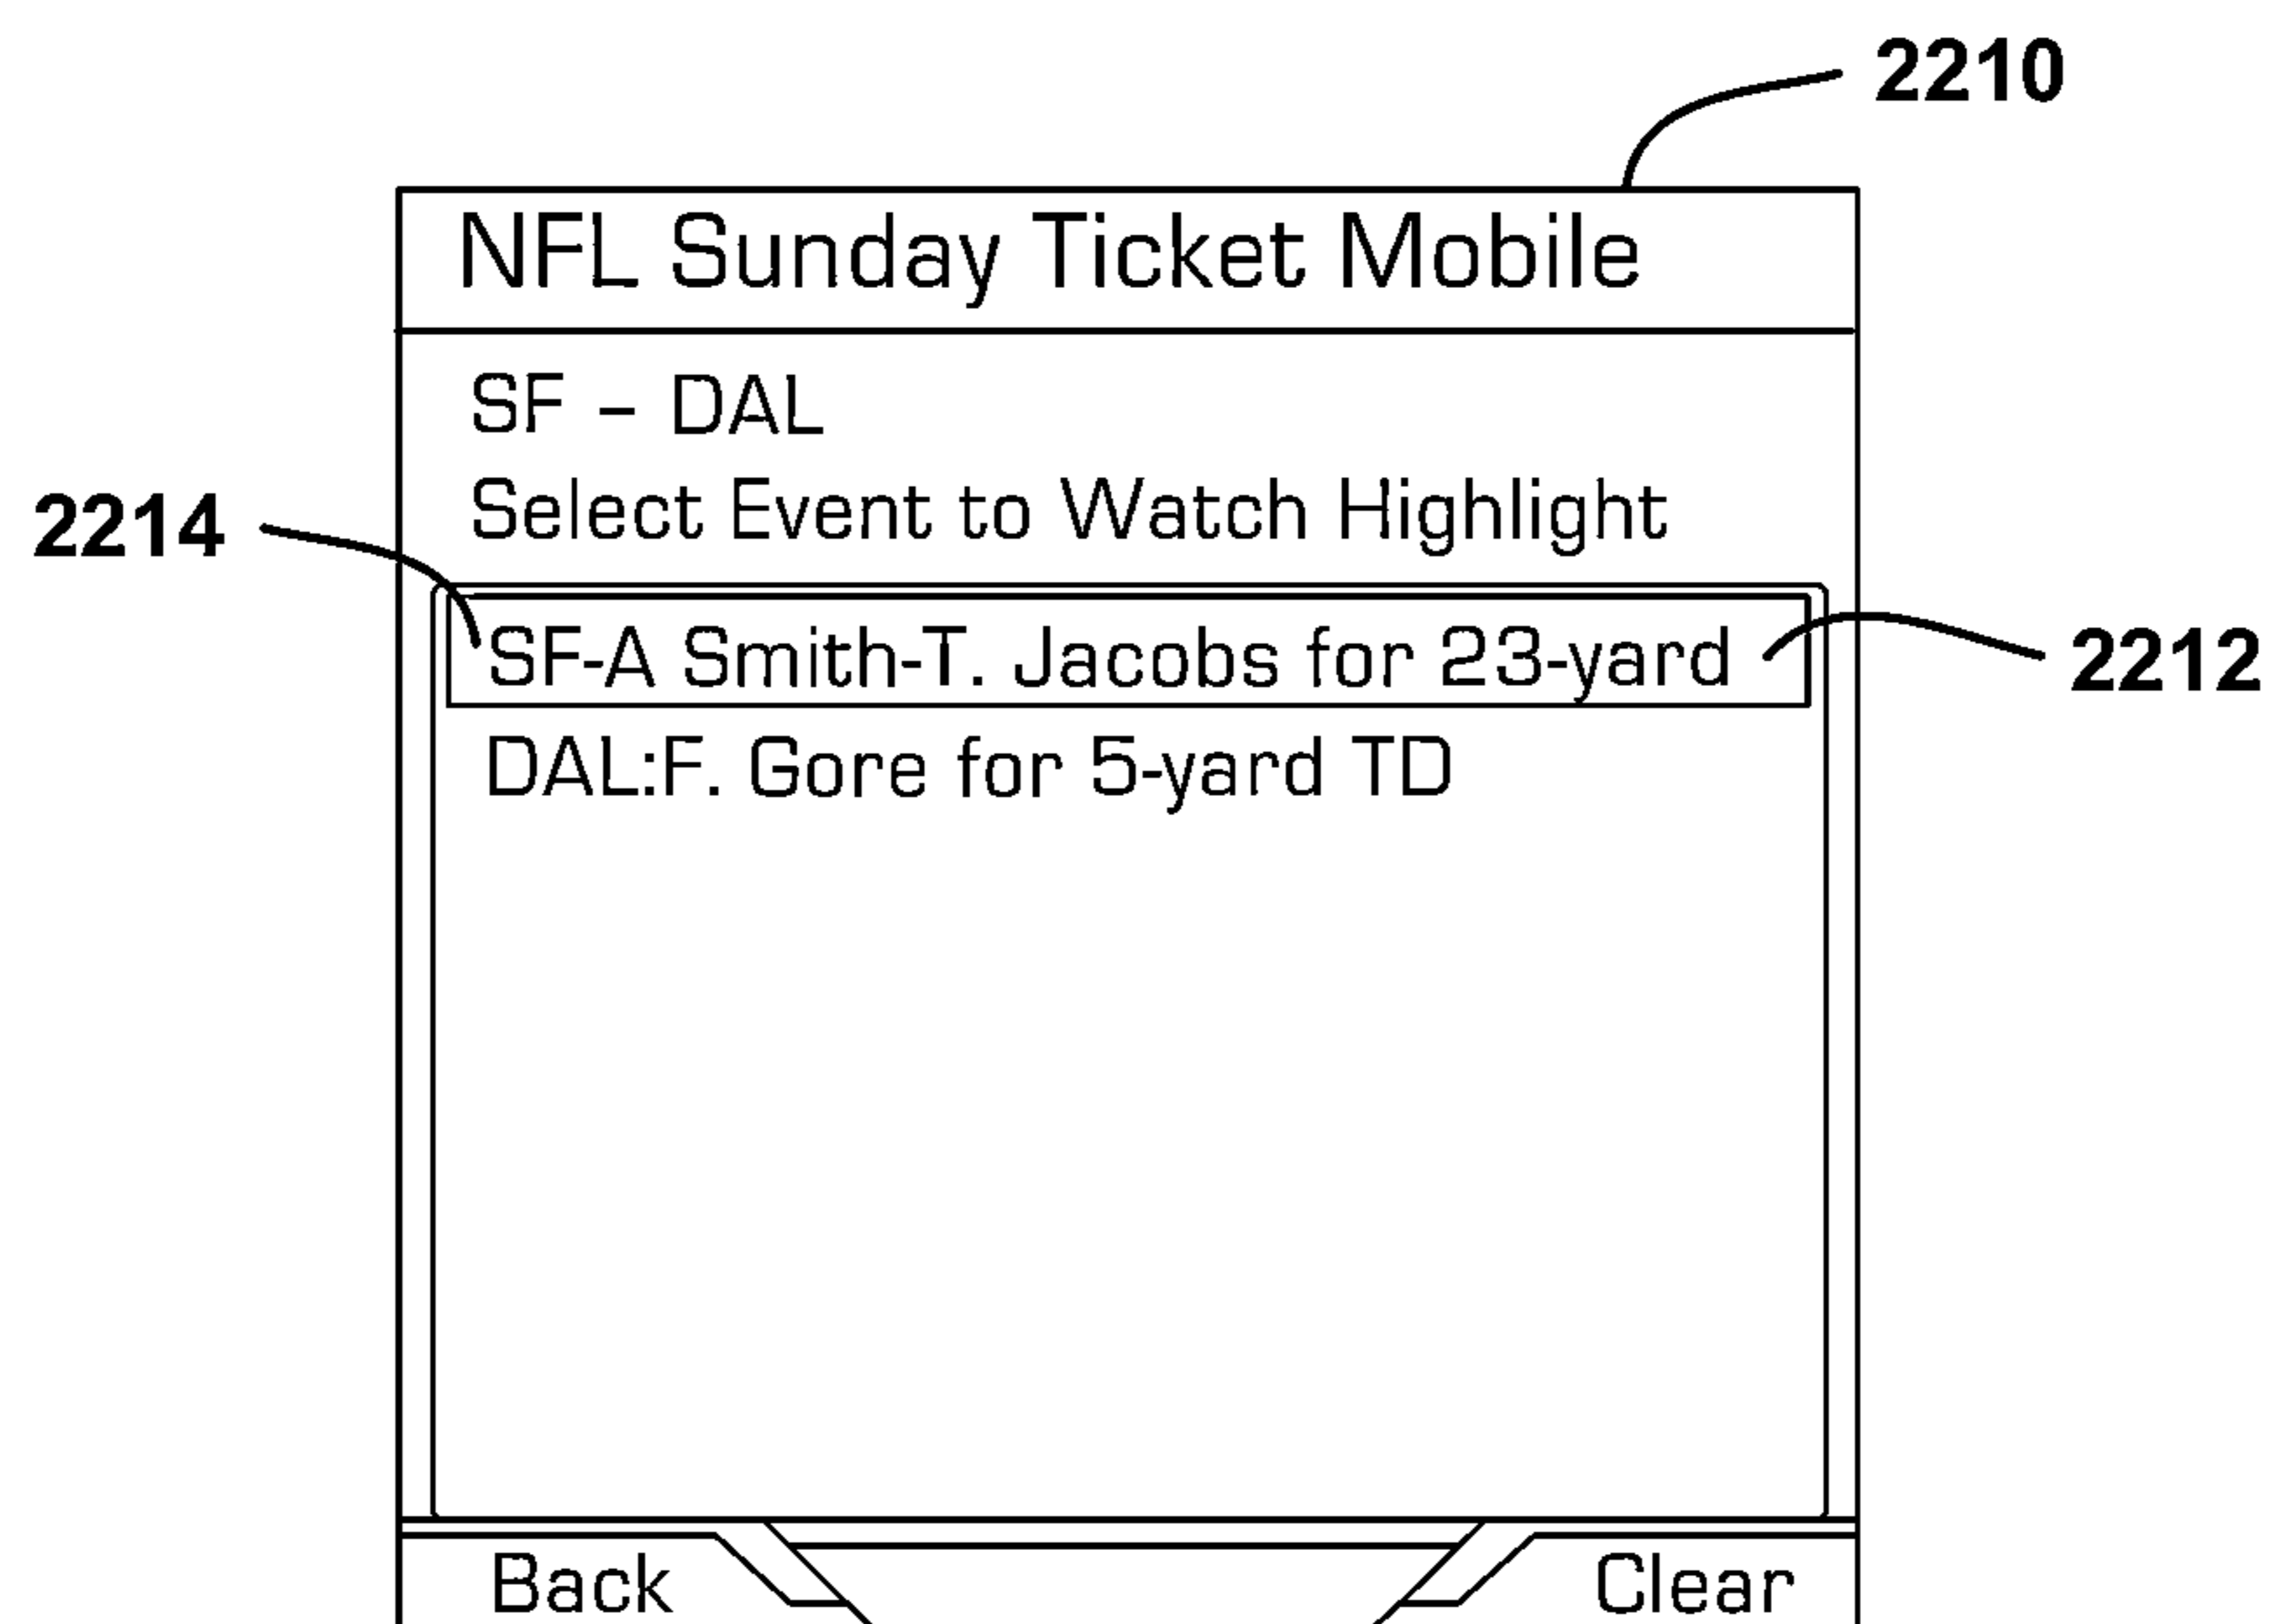 2210
NFL Sunday Ticket Mobile
SF – DAL
Select Event to Watch Highlight
2214
SF-A Smith-T. Jacobs for 23-yard
2212
DAL:F. Gore for 5-yard TD
Back
Clear